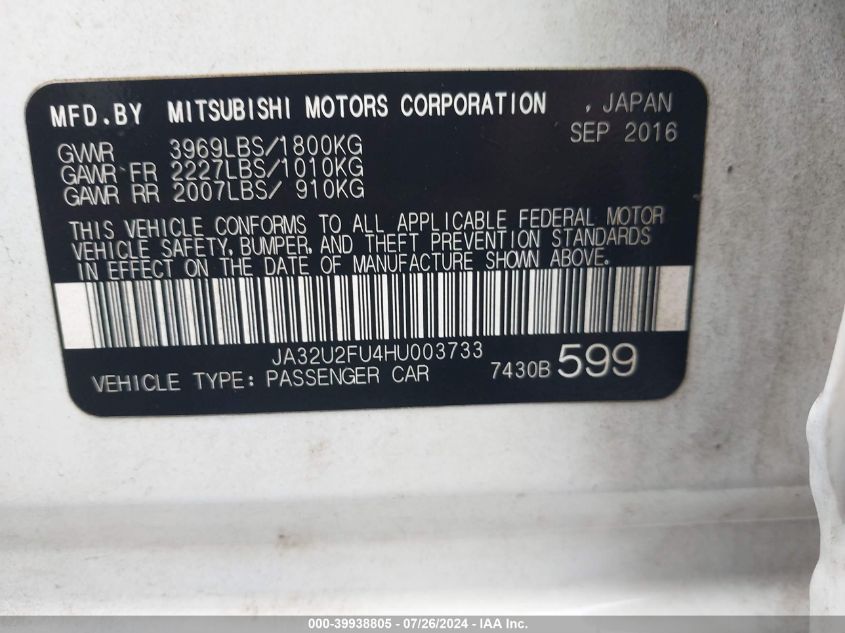 MFD.BY MITSUBISHI MOTORS CORPORATION , JAPAN
SEP 2016
GVWR 3969LBS/1800KG
GAWR FR 2227LBS/1010KG
GAWR RR 2007LBS/ 910KG
THIS VEHICLE CONFORMS TO ALL APPLICABLE FEDERAL MOTOR
VEHICLE SAFETY, BUMPER, AND THEFT PREVENTION STANDARDS
IN EFFECT ON THE DATE OF MANUFACTURE SHOWN ABOVE.
JA32U2FU4HU003733
VEHICLE TYPE: PASSENGER CAR 7430B 599
000-39938805 - 07/26/2024 - IAA Inc.